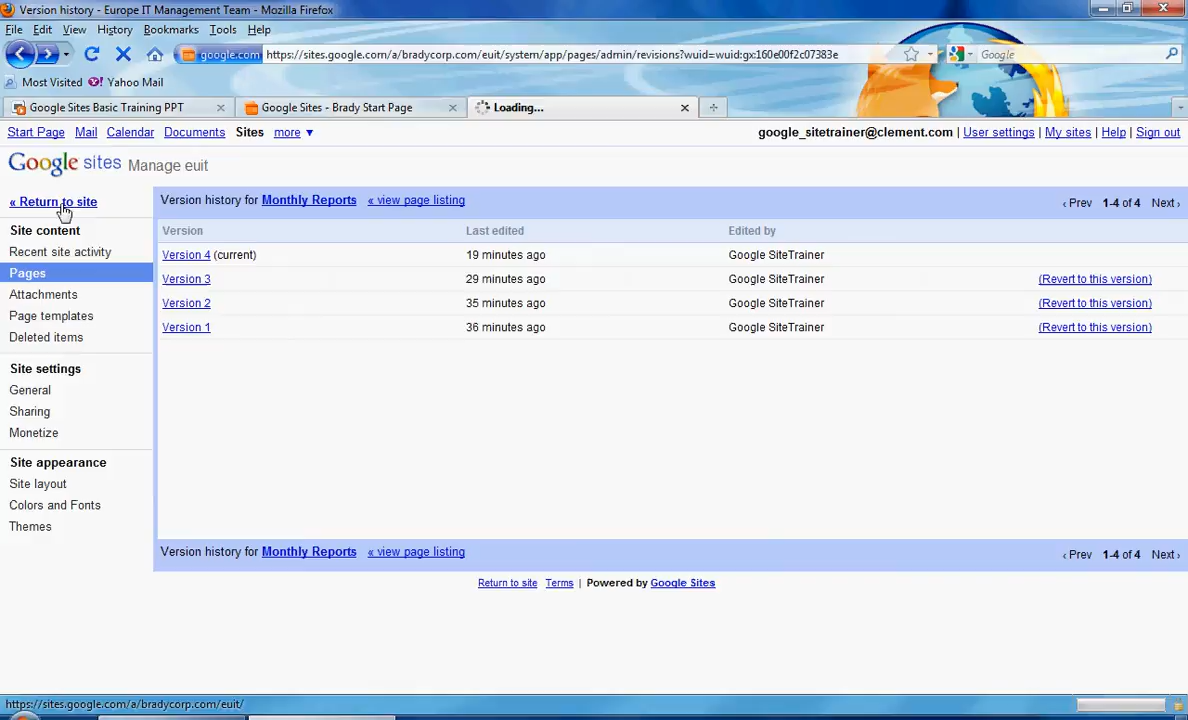 Version history - Europe IT Management Team - Mozilla Firefox
File Edit View History Bookmarks Tools Help
google.com https://sites.google.com/a/bradycorp.com/euit/system/app/pages/admin/revisions?wuid=wuid:gx:160e00f2c07383e Google
Most Visited Yahoo Mail
Google Sites Basic Training PPT Google Sites - Brady Start Page Loading...
Start Page Mail Calendar Documents Sites more ▼ google_sitetrainer@clement.com | User settings | My sites | Help | Sign out
Google sites Manage euit
« Return to site
Version history for Monthly Reports « view page listing ‹ Prev 1-4 of 4 Next ›
Site content
Version Last edited Edited by
Recent site activity
Version 4 (current) 19 minutes ago Google SiteTrainer
Pages
Version 3 29 minutes ago Google SiteTrainer (Revert to this version)
Attachments
Version 2 35 minutes ago Google SiteTrainer (Revert to this version)
Page templates
Version 1 36 minutes ago Google SiteTrainer (Revert to this version)
Deleted items
Site settings
General
Sharing
Monetize
Site appearance
Site layout
Colors and Fonts
Themes
Version history for Monthly Reports « view page listing ‹ Prev 1-4 of 4 Next ›
Return to site Terms | Powered by Google Sites
https://sites.google.com/a/bradycorp.com/euit/